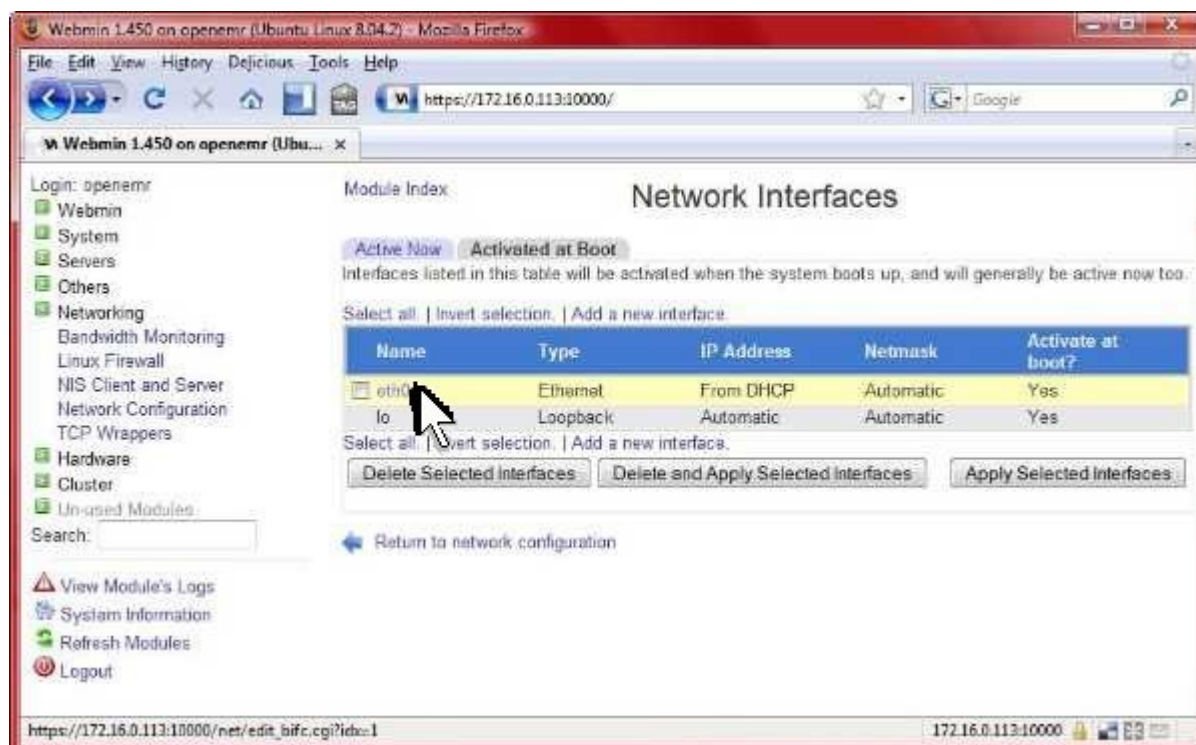 Webmin 1.450 on openemr (Ubuntu Linux 8.04.2) - Mozilla Firefox
File Edit View History Delicious Tools Help
https://172.16.0.113:10000/
Google
Webmin 1.450 on openemr (Ubu...
Login: openemr
Webmin
System
Servers
Others
Networking
Bandwidth Monitoring
Linux Firewall
NIS Client and Server
Network Configuration
TCP Wrappers
Hardware
Cluster
Un-used Modules
Search:
View Module's Logs
System Information
Refresh Modules
Logout
Module Index
Network Interfaces
Active Now Activated at Boot
Interfaces listed in this table will be activated when the system boots up, and will generally be active now too.
Select all. | Invert selection. | Add a new interface.
Name Type IP Address Netmask Activate at boot?
eth0 Ethernet From DHCP Automatic Yes
lo Loopback Automatic Automatic Yes
Select all. | Invert selection. | Add a new interface.
Delete Selected Interfaces Delete and Apply Selected Interfaces Apply Selected Interfaces
Return to network configuration
https://172.16.0.113:10000/net/edit_bifc.cgi?idx=1
172.16.0.113:10000